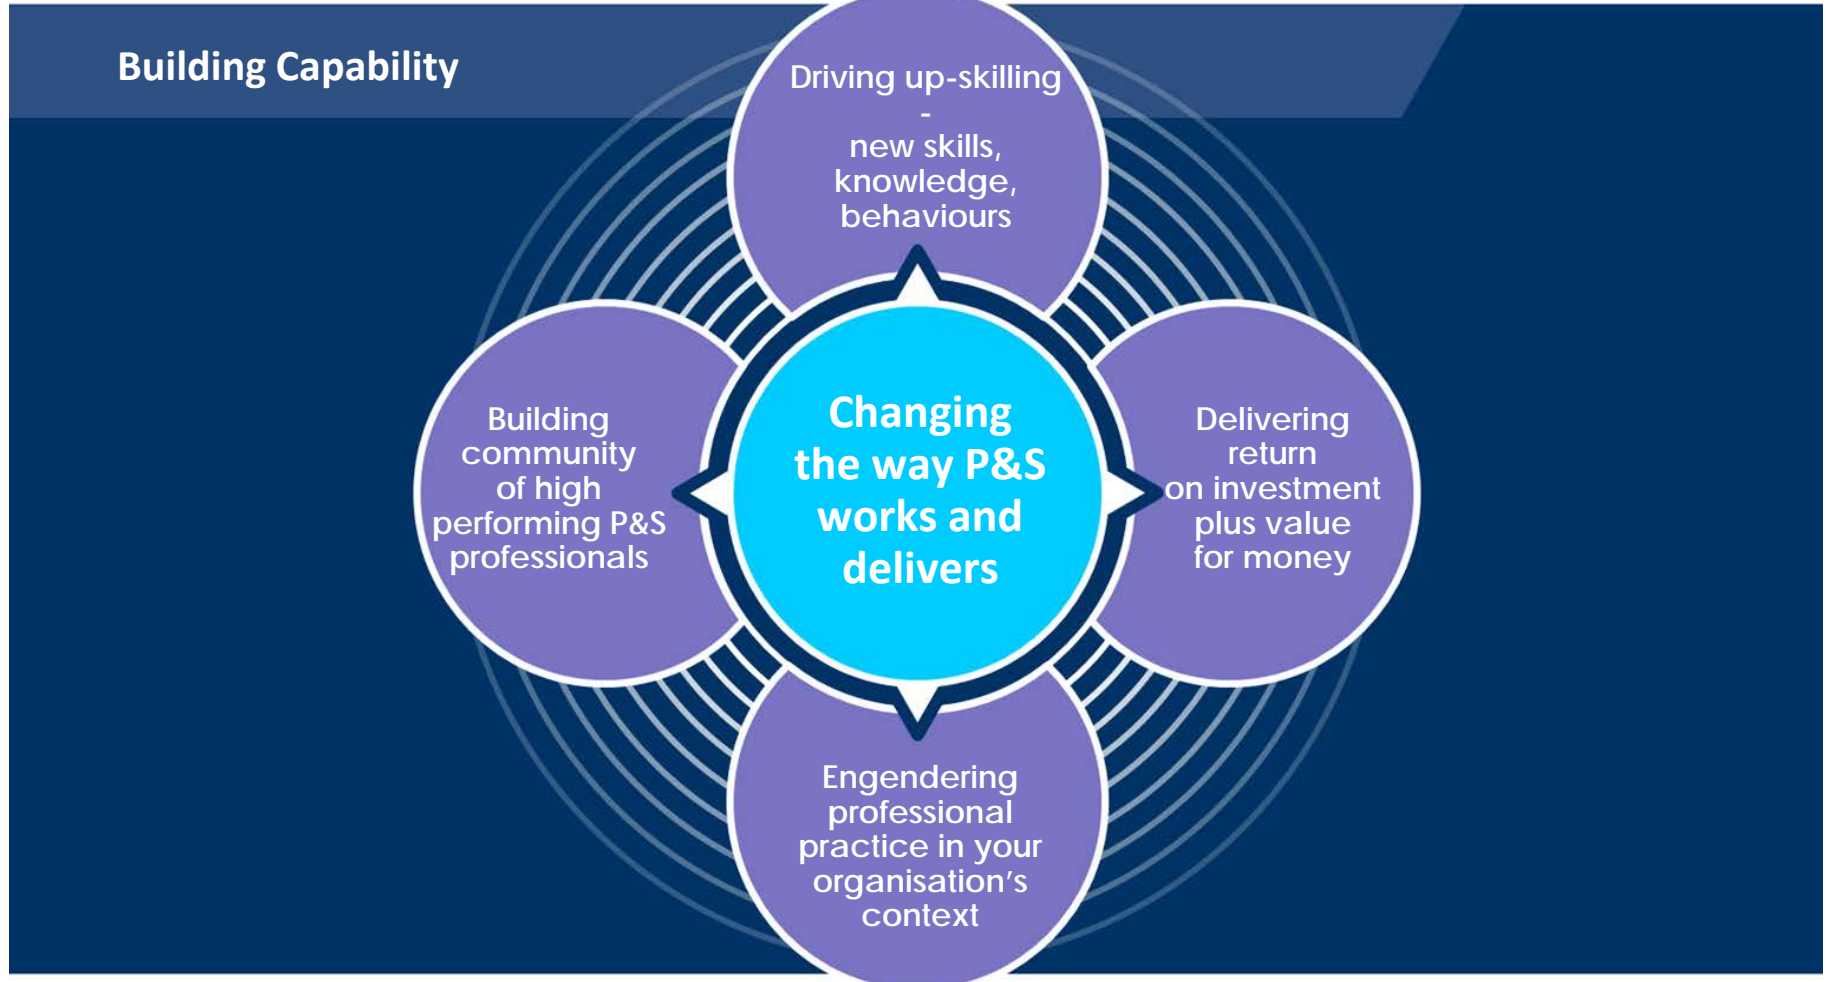 Building Capability
Driving up-skilling
-
new skills,
knowledge,
behaviours
Building
community
of high
performing P&S
professionals
Changing
the way P&S
works and
delivers
Delivering
return
on investment
plus value
for money
Engendering
professional
practice in your
organisation’s
context